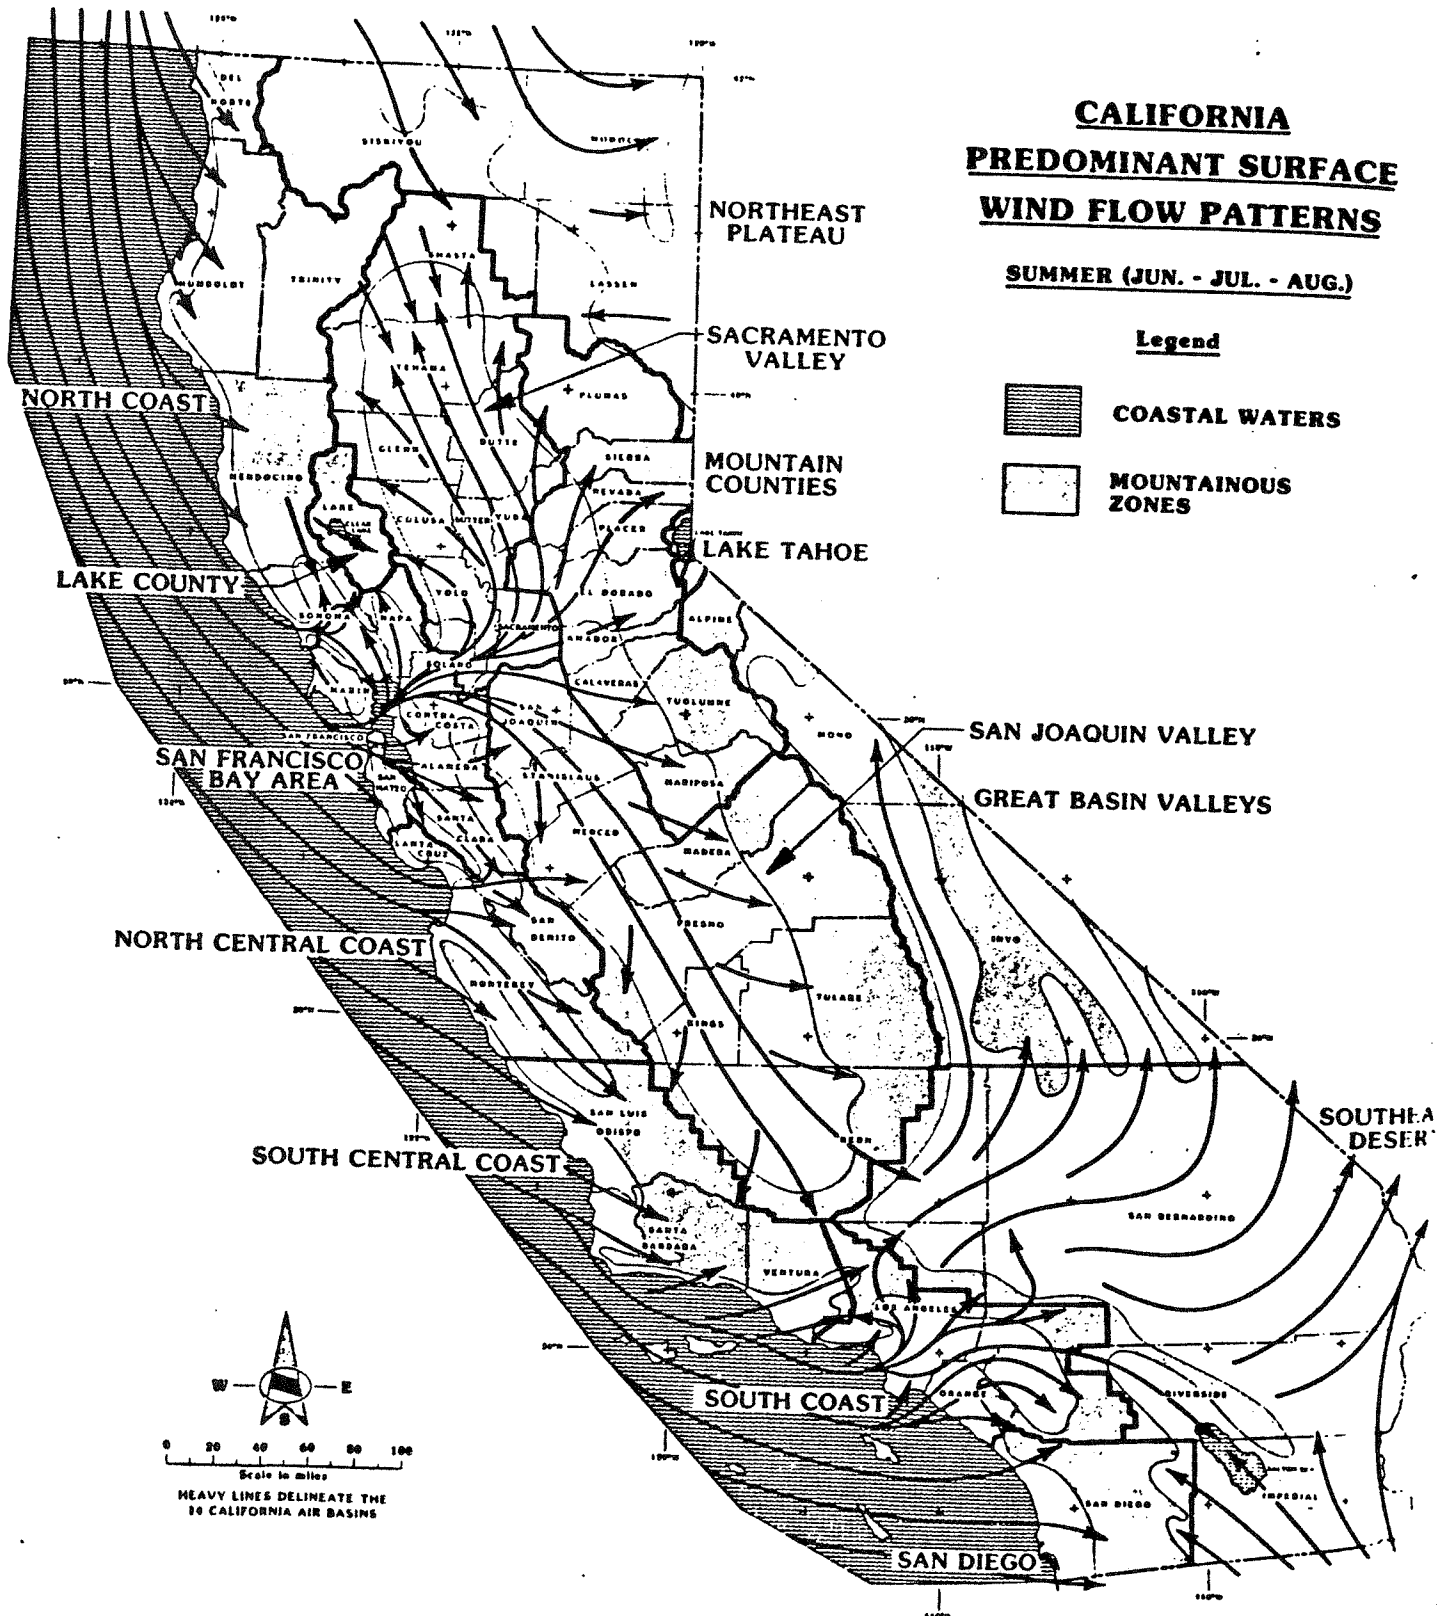 CALIFORNIA
PREDOMINANT SURFACE
WIND FLOW PATTERNS
SUMMER (JUN. - JUL. - AUG.)
Legend
COASTAL WATERS
MOUNTAINOUS
ZONES
DEL
NORTE
SISKIYOU
MODOC
NORTHEAST
PLATEAU
SHASTA
HUMBOLDT
TRINITY
LASSEN
SACRAMENTO
VALLEY
TEHAMA
PLUMAS
NORTH COAST
BUTTE
GLENN
SIERRA
MOUNTAIN
COUNTIES
MENDOCINO
NEVADA
LAKE
COLUSA
SUTTER
YUBA
PLACER
LAKE TAHOE
LAKE COUNTY
YOLO
EL DORADO
SONOMA
NAPA
ALPINE
SACRAMENTO
AMADOR
SOLANO
MARIN
CALAVERAS
TUOLUMNE
CONTRA
COSTA
SAN
JOAQUIN
MONO
SAN JOAQUIN VALLEY
SAN FRANCISCO
SAN FRANCISCO
BAY AREA
ALAMEDA
SAN
MATEO
STANISLAUS
MARIPOSA
GREAT BASIN VALLEYS
SANTA
CLARA
SANTA
CRUZ
MERCED
MADERA
SAN
BENITO
FRESNO
NORTH CENTRAL COAST
INYO
MONTEREY
TULARE
KINGS
SAN LUIS
OBISPO
KERN
SOUTHEA
DESER
SOUTH CENTRAL COAST
SANTA
BARBARA
VENTURA
SAN BERNARDINO
LOS ANGELES
W
E
S
SOUTH COAST
ORANGE
RIVERSIDE
0 20 40 60 80 100
Scale in miles
HEAVY LINES DELINEATE THE
14 CALIFORNIA AIR BASINS
SAN DIEGO
IMPERIAL
SAN DIEGO